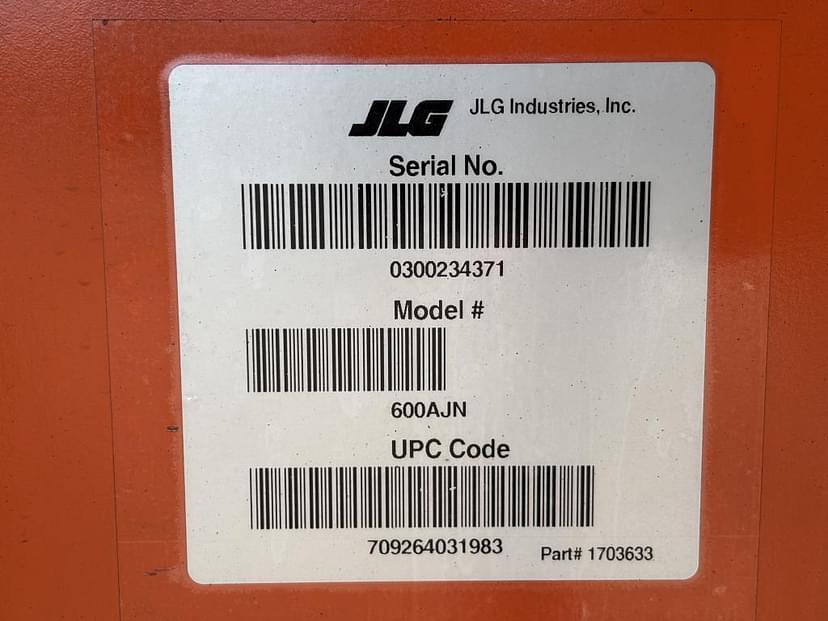 JLG JLG Industries, Inc.
Serial No.
0300234371
Model #
600AJN
UPC Code
709264031983
Part# 1703633